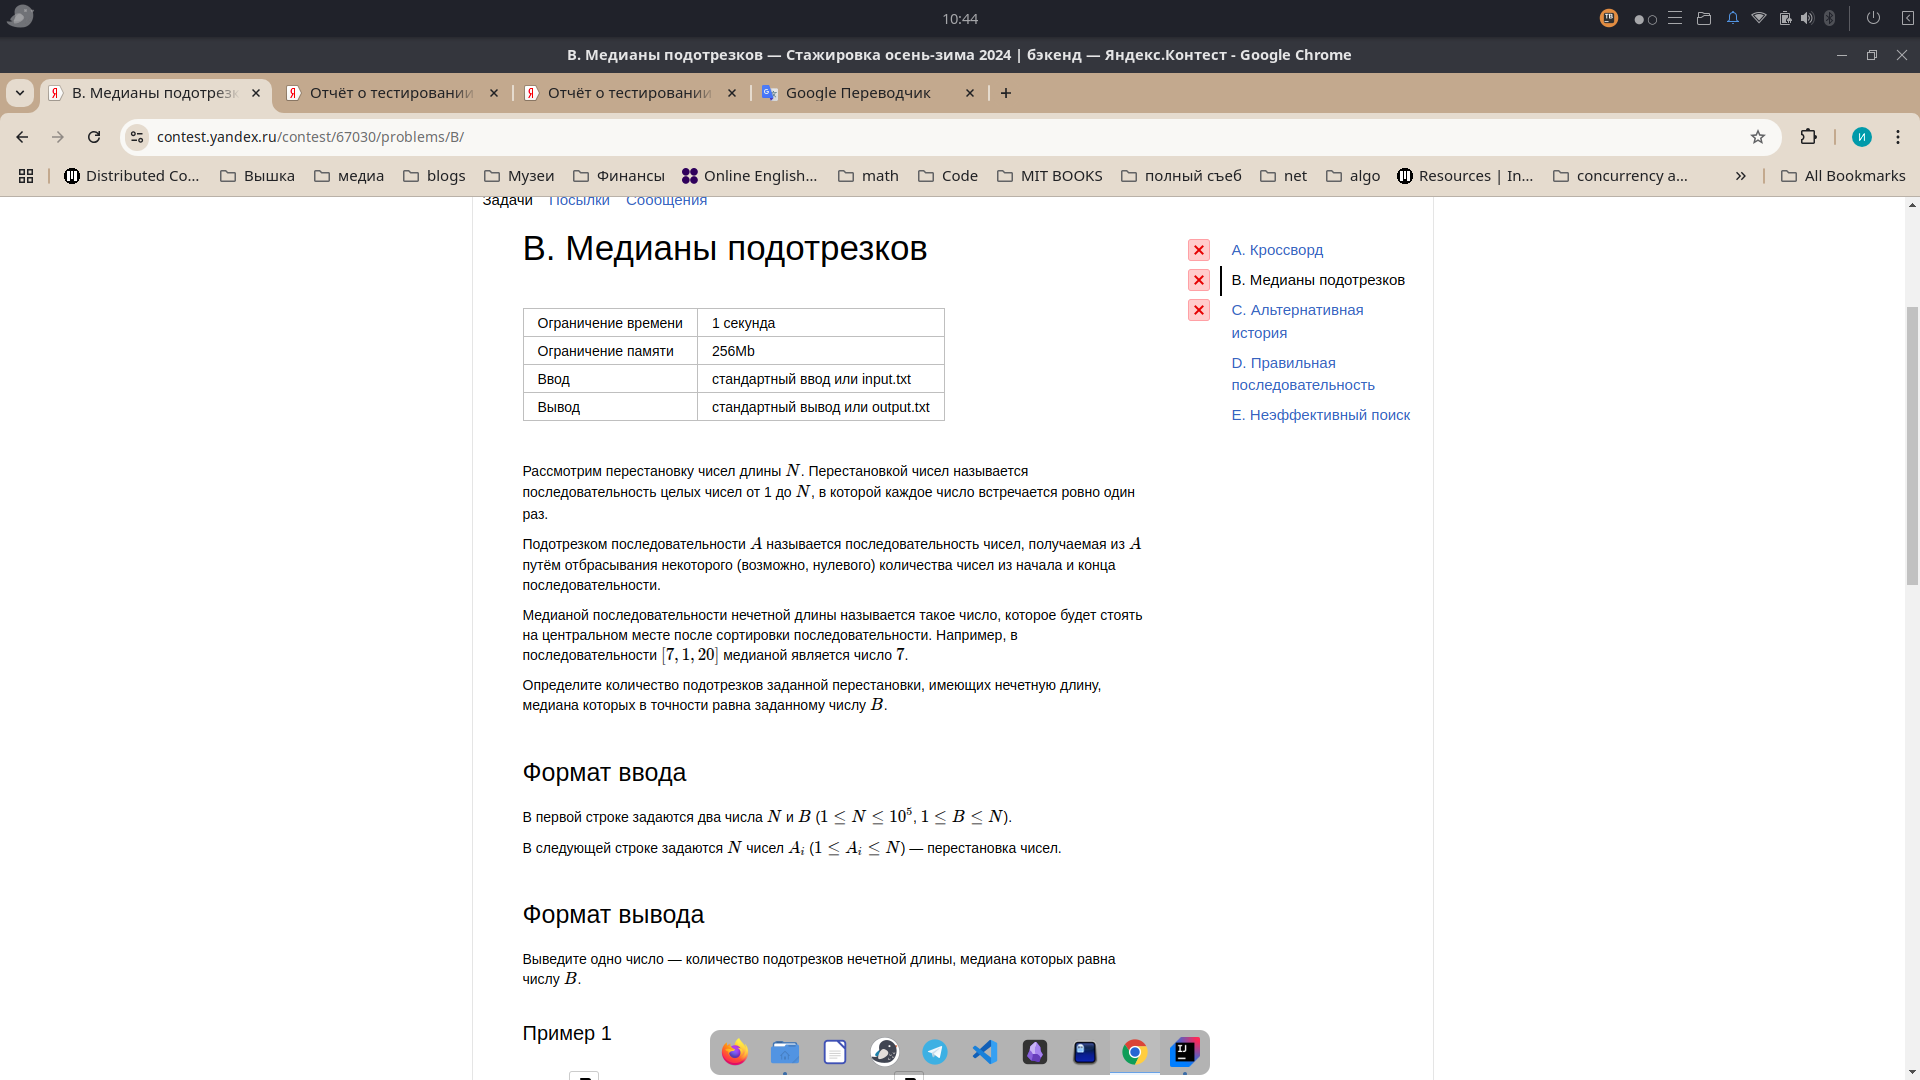 10:44
B. Медианы подотрезков — Стажировка осень-зима 2024 | бэкенд — Яндекс.Контест - Google Chrome
B. Медианы подотрезк
Отчёт о тестировании
Отчёт о тестировании
Google Переводчик
contest.yandex.ru/contest/67030/problems/B/
Distributed Co...
Вышка
медиа
blogs
Музеи
Финансы
Online English...
math
Code
MIT BOOKS
полный съеб
net
algo
Resources | In...
concurrency a...
All Bookmarks
Задачи Посылки Сообщения
B. Медианы подотрезков
Ограничение времени 1 секунда
Ограничение памяти 256Mb
Ввод стандартный ввод или input.txt
Вывод стандартный вывод или output.txt
Рассмотрим перестановку чисел длины N. Перестановкой чисел называется
последовательность целых чисел от 1 до N, в которой каждое число встречается ровно один
раз.
Подотрезком последовательности A называется последовательность чисел, получаемая из A
путём отбрасывания некоторого (возможно, нулевого) количества чисел из начала и конца
последовательности.
Медианой последовательности нечетной длины называется такое число, которое будет стоять
на центральном месте после сортировки последовательности. Например, в
последовательности [7, 1, 20] медианой является число 7.
Определите количество подотрезков заданной перестановки, имеющих нечетную длину,
медиана которых в точности равна заданному числу B.
Формат ввода
В первой строке задаются два числа N и B (1 ≤ N ≤ 10⁵, 1 ≤ B ≤ N).
В следующей строке задаются N чисел Aᵢ (1 ≤ Aᵢ ≤ N) — перестановка чисел.
Формат вывода
Выведите одно число — количество подотрезков нечетной длины, медиана которых равна
числу B.
Пример 1
A. Кроссворд
B. Медианы подотрезков
C. Альтернативная
история
D. Правильная
последовательность
E. Неэффективный поиск